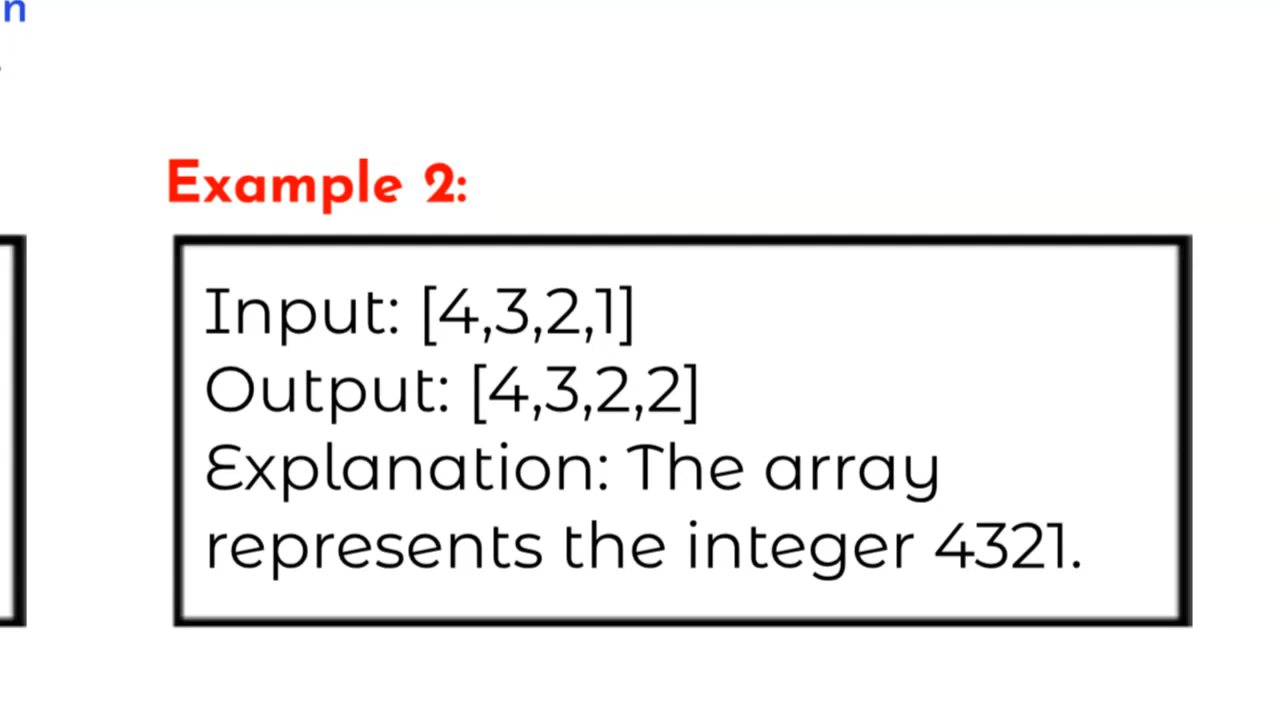 n
Example 2:
Input: [4,3,2,1]
Output: [4,3,2,2]
Explanation: The array
represents the integer 4321.